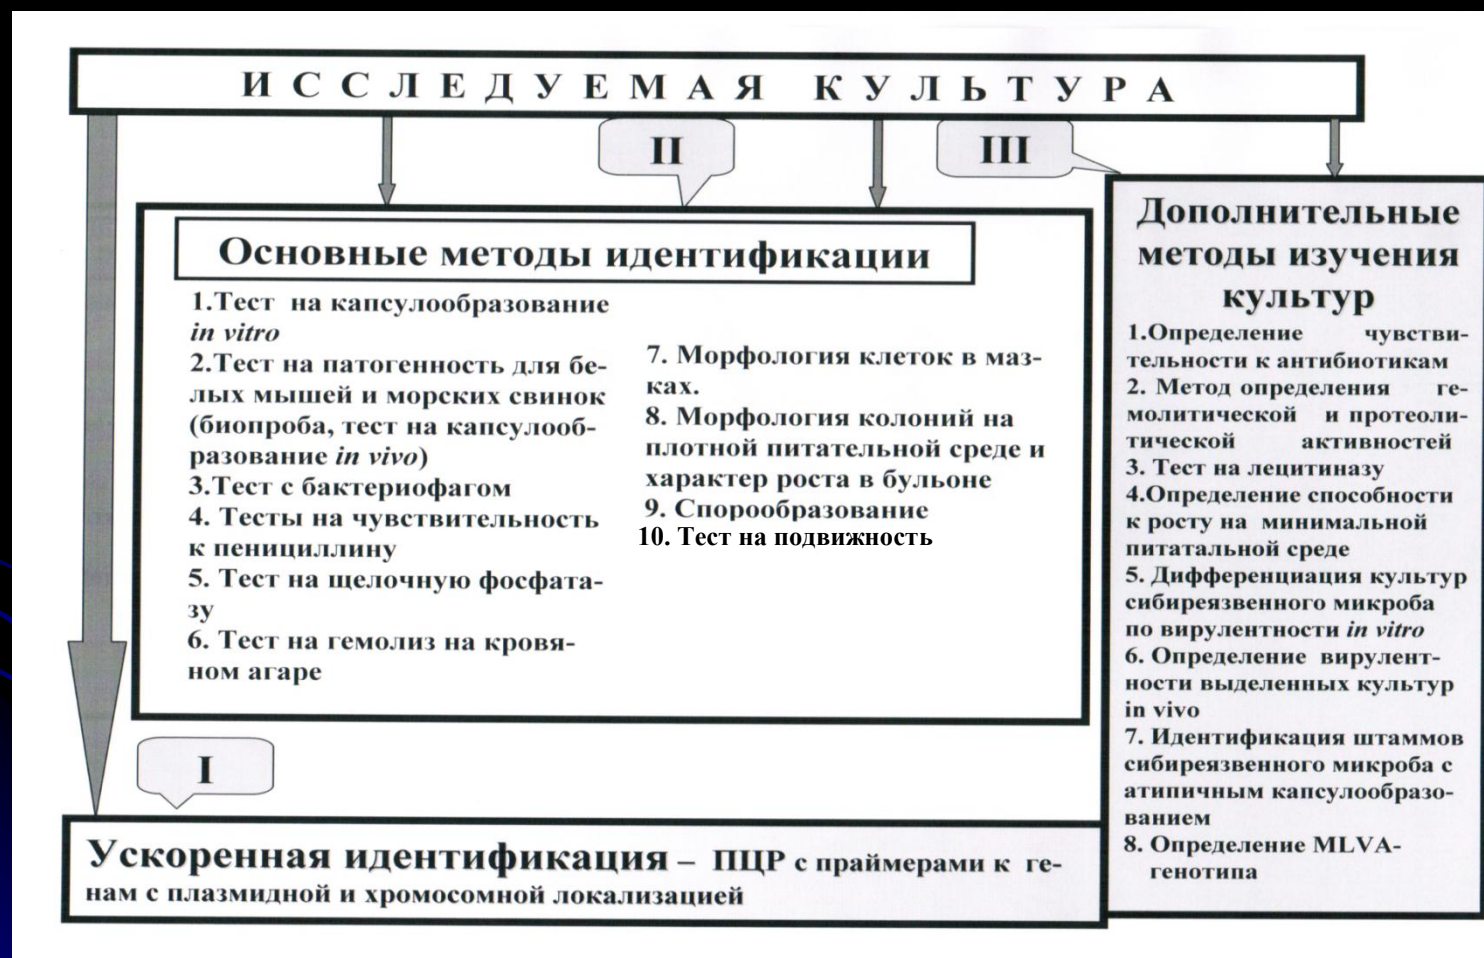 ИССЛЕДУЕМАЯ КУЛЬТУРА
II
III
Основные методы идентификации
1.Тест на капсулообразование
in vitro
2.Тест на патогенность для бе-
лых мышей и морских свинок
(биопроба, тест на капсулооб-
разование in vivo)
3.Тест с бактериофагом
4. Тесты на чувствительность
к пенициллину
5. Тест на щелочную фосфата-
зу
6. Тест на гемолиз на кровя-
ном агаре
7. Морфология клеток в маз-
ках.
8. Морфология колоний на
плотной питательной среде и
характер роста в бульоне
9. Спорообразование
10. Тест на подвижность
Дополнительные
методы изучения
культур
1.Определение чувстви-
тельности к антибиотикам
2. Метод определения ге-
молитической и протеоли-
тической активностей
3. Тест на лецитиназу
4.Определение способности
к росту на минимальной
питатальной среде
5. Дифференциация культур
сибиреязвенного микроба
по вирулентности in vitro
6. Определение вирулент-
ности выделенных культур
in vivo
7. Идентификация штаммов
сибиреязвенного микроба с
атипичным капсулообразо-
ванием
8. Определение MLVA-
генотипа
I
Ускоренная идентификация – ПЦР с праймерами к ге-
нам с плазмидной и хромосомной локализацией